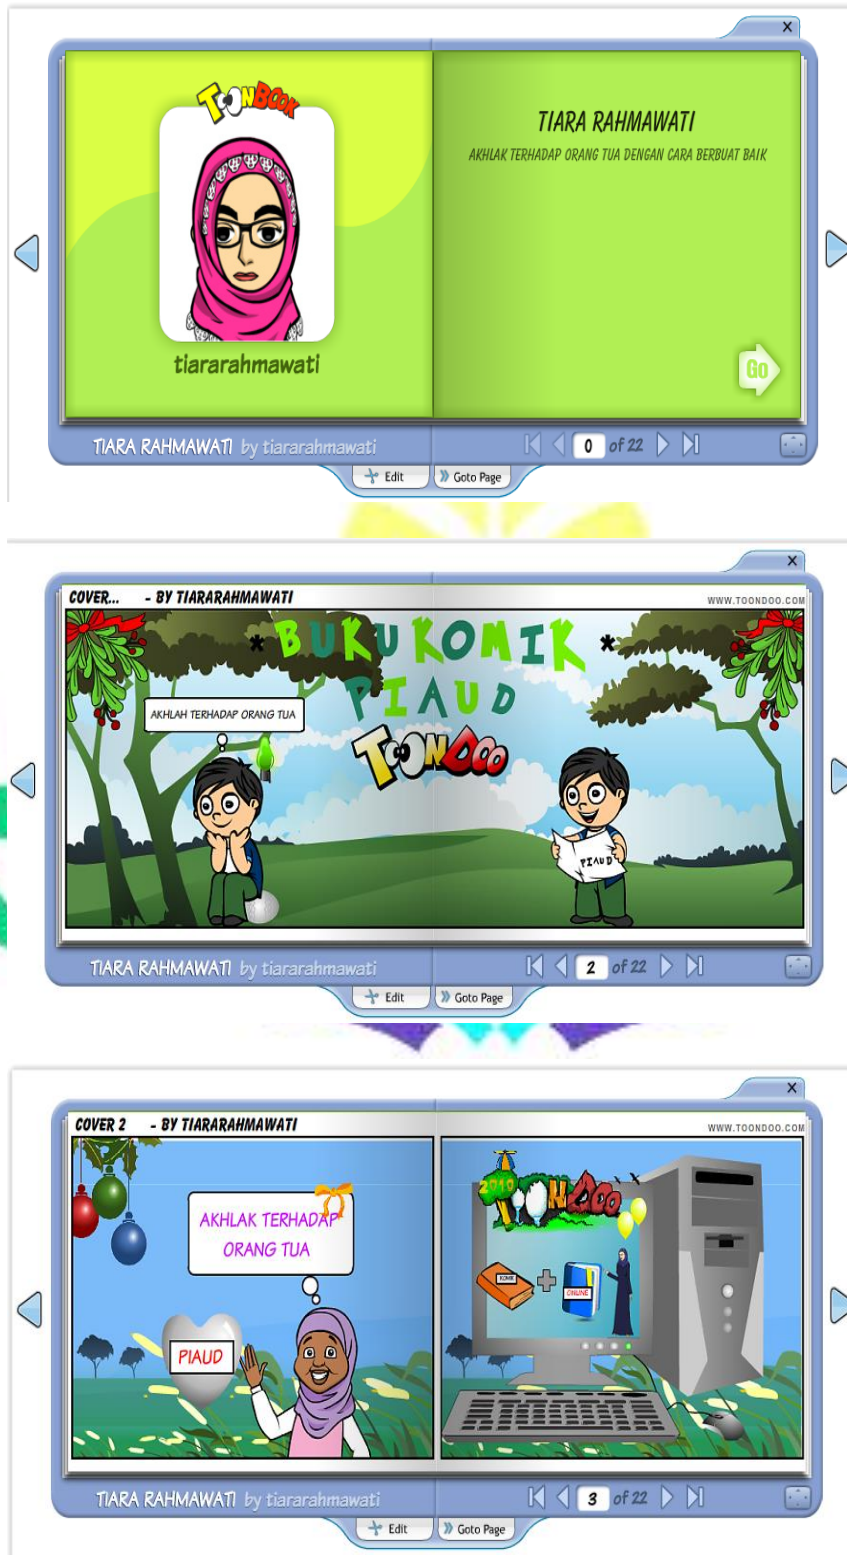 X
TOONBOOK
tiararahmawati
TIARA RAHMAWATI
AKHLAK TERHADAP ORANG TUA DENGAN CARA BERBUAT BAIK
Go
TIARA RAHMAWATI by tiararahmawati
0 of 22
Edit
Goto Page
X
COVER... - BY TIARARAHMAWATI
WWW.TOONDOO.COM
* BUKU KOMIK *
PIAUD
TOONDOO
AKHLAH TERHADAP ORANG TUA
PIAUD
TIARA RAHMAWATI by tiararahmawati
2 of 22
Edit
Goto Page
X
COVER 2 - BY TIARARAHMAWATI
WWW.TOONDOO.COM
AKHLAK TERHADAP
ORANG TUA
PIAUD
2010
TOONDOO
KOMIK
ONLINE
TIARA RAHMAWATI by tiararahmawati
3 of 22
Edit
Goto Page